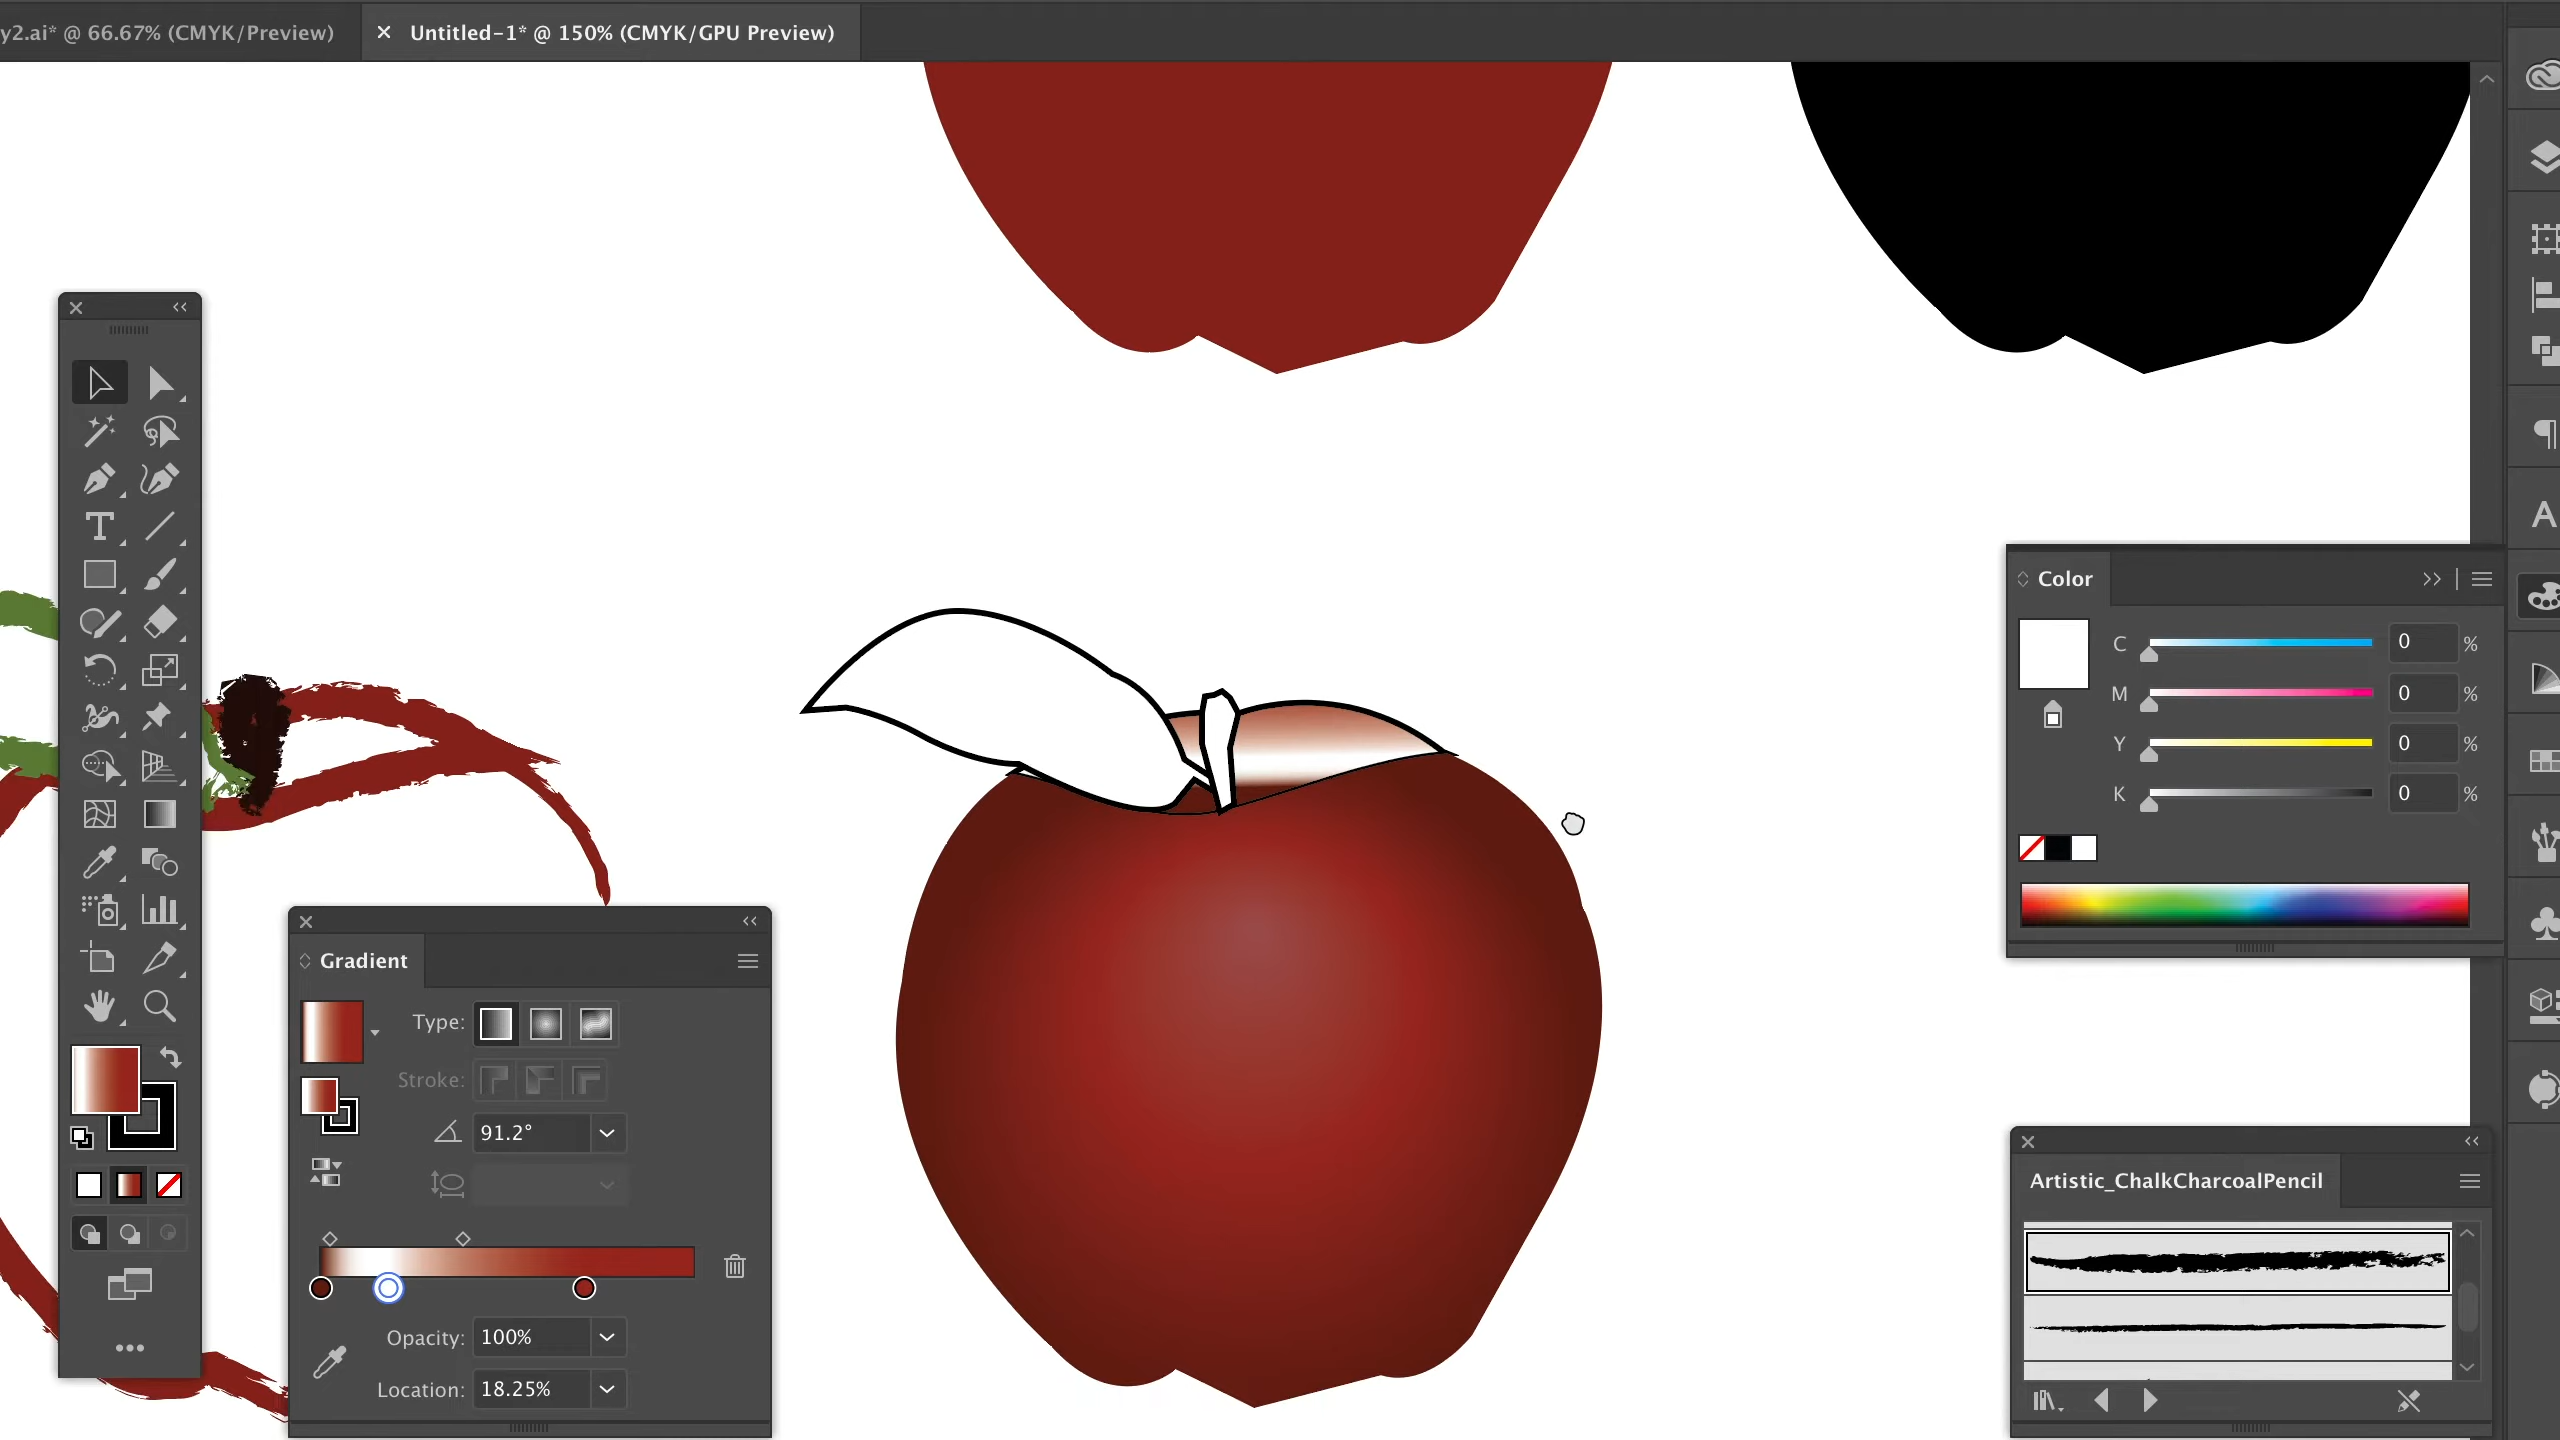 y2.ai* @ 66.67% (CMYK/Preview)
Untitled-1* @ 150% (CMYK/GPU Preview)
Color
C 0 %
M 0 %
Y 0 %
K 0 %
Gradient
Type:
Stroke:
91.2°
Opacity: 100%
Location: 18.25%
Artistic_ChalkCharcoalPencil